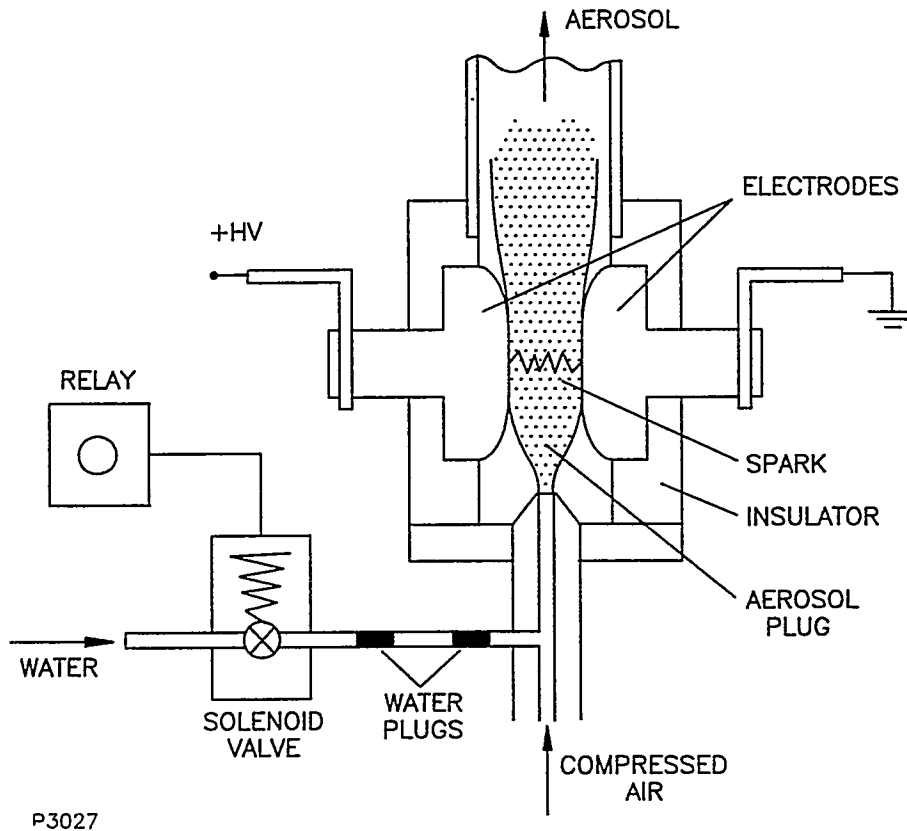 AEROSOL
ELECTRODES
+HV
RELAY
SPARK
INSULATOR
AEROSOL
PLUG
WATER
WATER
PLUGS
SOLENOID
VALVE
COMPRESSED
AIR
P3027